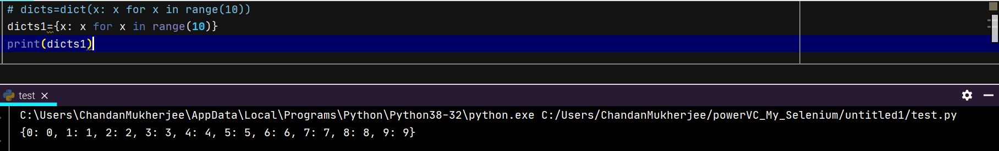 # dicts=dict(x: x for x in range(10))
dicts1={x: x for x in range(10)}
print(dicts1)
test
C:\Users\ChandanMukherjee\AppData\Local\Programs\Python\Python38-32\python.exe C:/Users/ChandanMukherjee/powerVC_My_Selenium/untitled1/test.py
{0: 0, 1: 1, 2: 2, 3: 3, 4: 4, 5: 5, 6: 6, 7: 7, 8: 8, 9: 9}